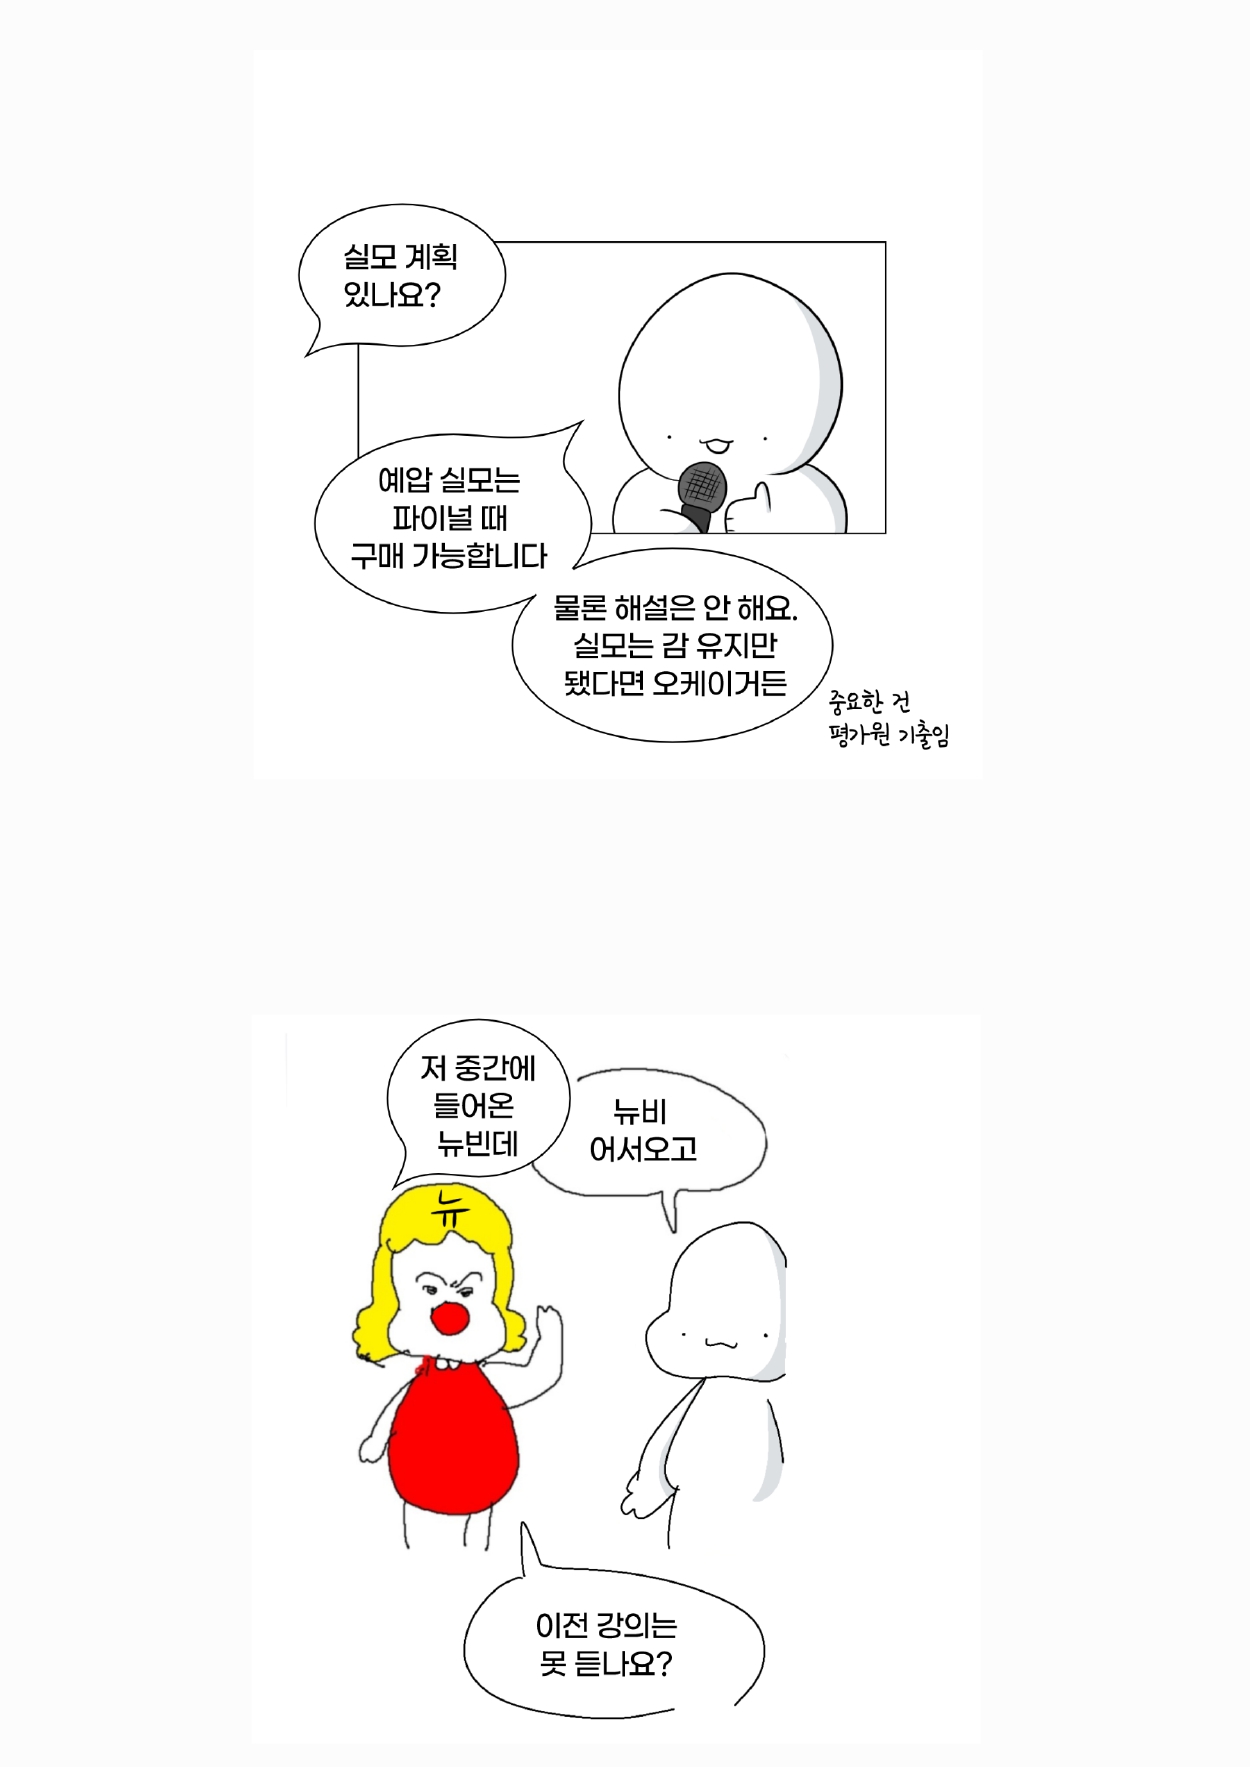 실모 계획
있나요?
예압 실모는
파이널 때
구매 가능합니다
물론 해설은 안 해요.
실모는 감 유지만
됐다면 오케이거든
중요한 건
평가원 기출임
저 중간에
들어온
뉴빈데
뉴비
어서오고
뉴
이전 강의는
못 듣나요?